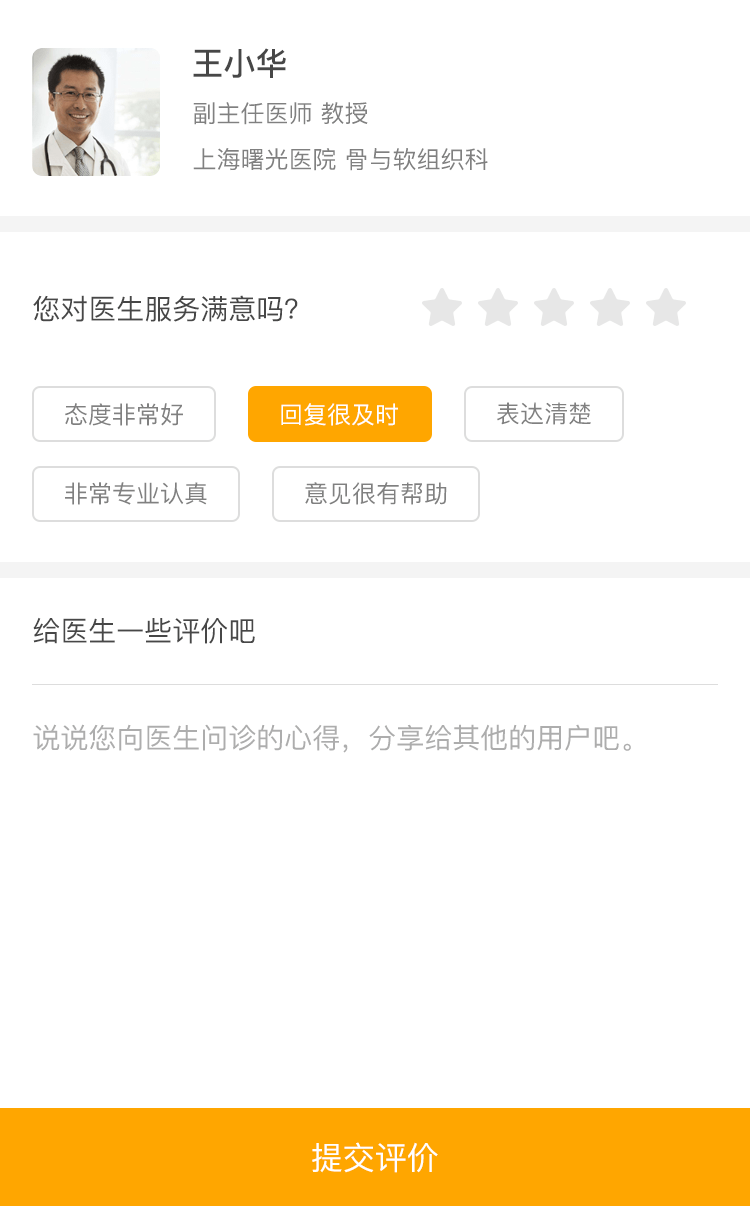 王小华
副主任医师 教授
上海曙光医院 骨与软组织科
您对医生服务满意吗?
态度非常好 回复很及时 表达清楚
非常专业认真 意见很有帮助
给医生一些评价吧
说说您向医生问诊的心得，分享给其他的用户吧。
提交评价